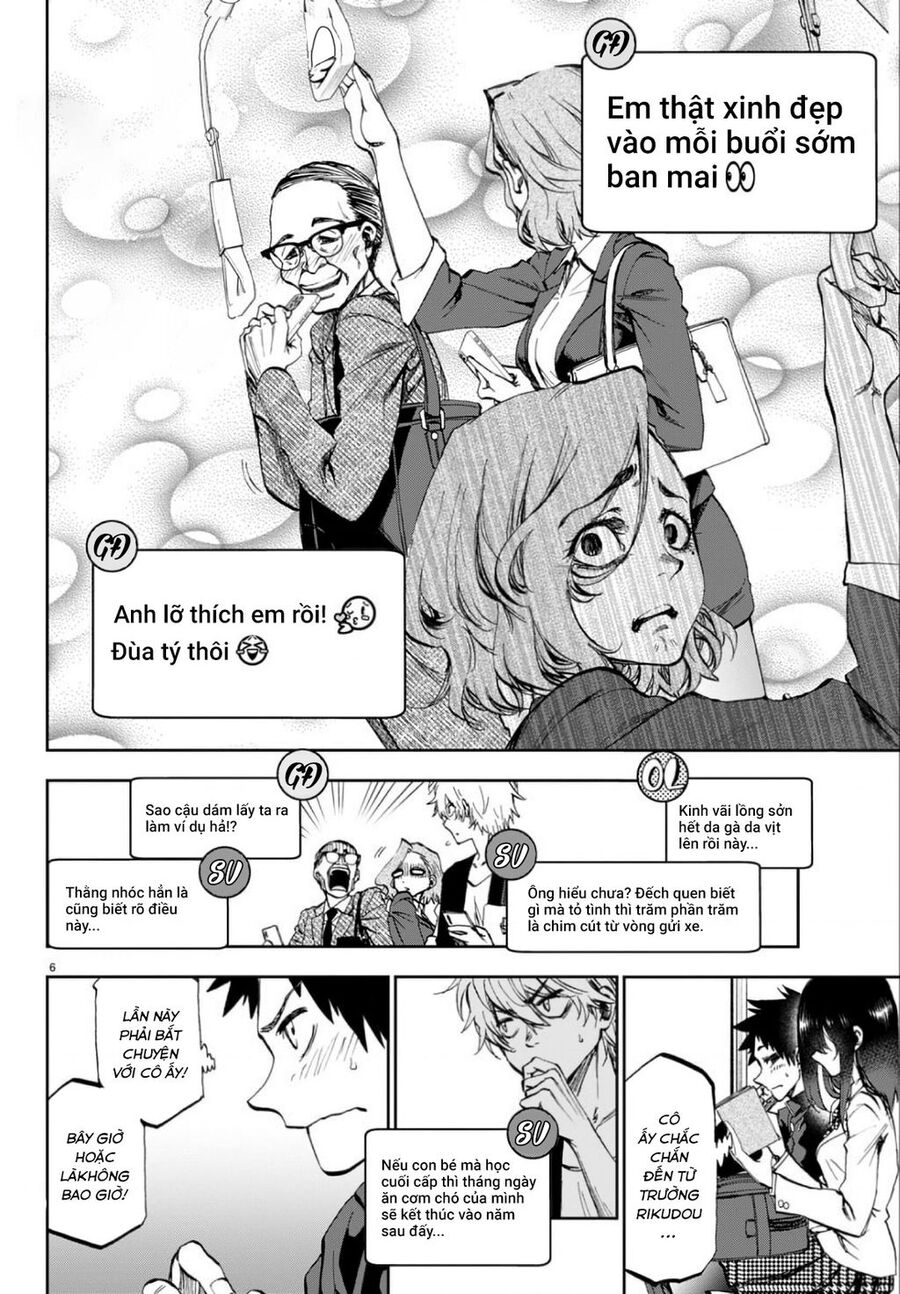 GĐ
Em thật xinh đẹp
vào mỗi buổi sớm
ban mai 👀
GĐ
Anh lỡ thích em rồi! 😘
Đùa tý thôi 😂
GĐ
Sao cậu dám lấy ta ra
làm ví dụ hả!?
OL
Kinh vãi lồng sởn
hết da gà da vịt
lên rồi này...
SV
Thằng nhóc hẳn là
cũng biết rõ điều
này...
SV
Ông hiểu chưa? Đếch quen biết
gì mà tỏ tình thì trăm phần trăm
là chim cút từ vòng gửi xe.
6
LẦN NÀY
PHẢI BẮT
CHUYỆN
VỚI CÔ ẤY!
BÂY GIỜ
HOẶC
LÀKHÔNG
BAO GIỜ!
SV
Nếu con bé mà học
cuối cấp thì tháng ngày
ăn cơm chó của mình
sẽ kết thúc vào năm
sau đấy...
CÔ
ẤY CHẮC
CHẮN
ĐẾN TỪ
TRƯỜNG
RIKUDOU
...